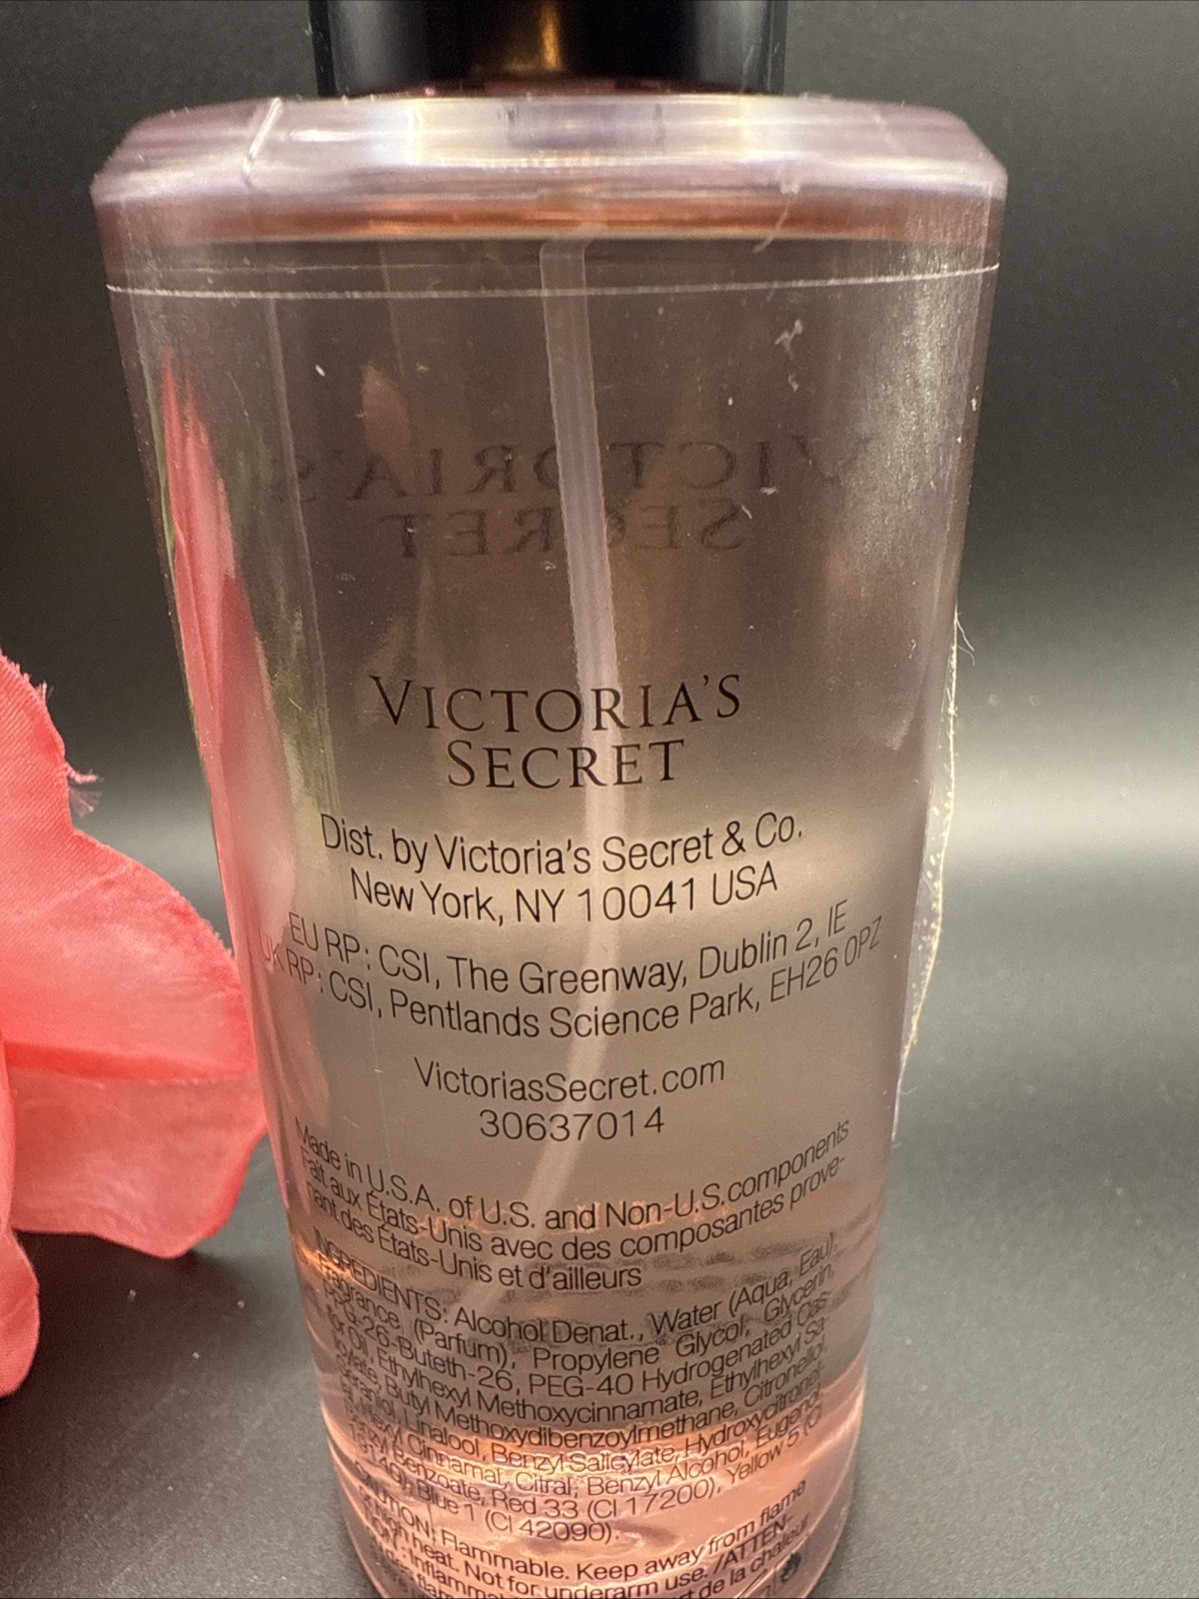 VICTORIA'S
SECRET
VICTORIA'S
SECRET
Dist. by Victoria's Secret & Co.
New York, NY 10041 USA
EU RP: CSI, The Greenway, Dublin 2, IE
UK RP: CSI, Pentlands Science Park, EH26 0PZ
VictoriasSecret.com
30637014
Made in U.S.A. of U.S. and Non-U.S. components
Fait aux États-Unis avec des composantes prove-
nant des États-Unis et d'ailleurs
INGREDIENTS: Alcohol Denat., Water (Aqua, Eau),
Fragrance (Parfum), Propylene Glycol, Glycerin,
PPG-26-Buteth-26, PEG-40 Hydrogenated Cas-
tor Oil, Ethylhexyl Methoxycinnamate, Ethylhexyl Sa-
licylate, Butyl Methoxydibenzoylmethane, Citronellol,
Geraniol, Linalool, Benzyl Salicylate, Hydroxycitronel-
lal, Hexyl Cinnamal, Citral, Benzyl Alcohol, Eugenol,
Benzyl Benzoate, Red 33 (CI 17200), Yellow 5 (CI
19140), Blue 1 (CI 42090).
CAUTION: Flammable. Keep away from flame
or high heat. Not for underarm use. /ATTEN-
TION : Inflammable de la chaleur